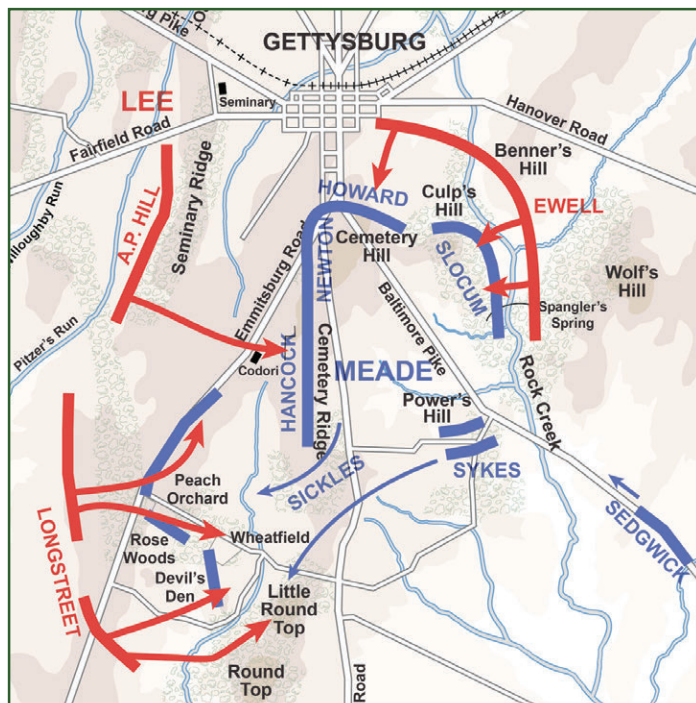 urg Pike
GETTYSBURG
LEE
Seminary
Hanover Road
Fairfield Road
Benner's
Hill
HOWARD
Culp's
Hill
EWELL
illoughby Run
A.P. HILL
Seminary Ridge
NEWTON
Cemetery
Hill
SLOCUM
Wolf's
Hill
Emmitsburg Road
Baltimore Pike
Spangler's
Spring
Pitzer's Run
Codori
HANCOCK
Cemetery Ridge
MEADE
Rock Creek
Power's
Hill
Peach
Orchard
SICKLES
SYKES
SEDGWICK
LONGSTREET
Rose
Woods
Wheatfield
Devil's
Den
Little
Round
Top
Round
Top
Road